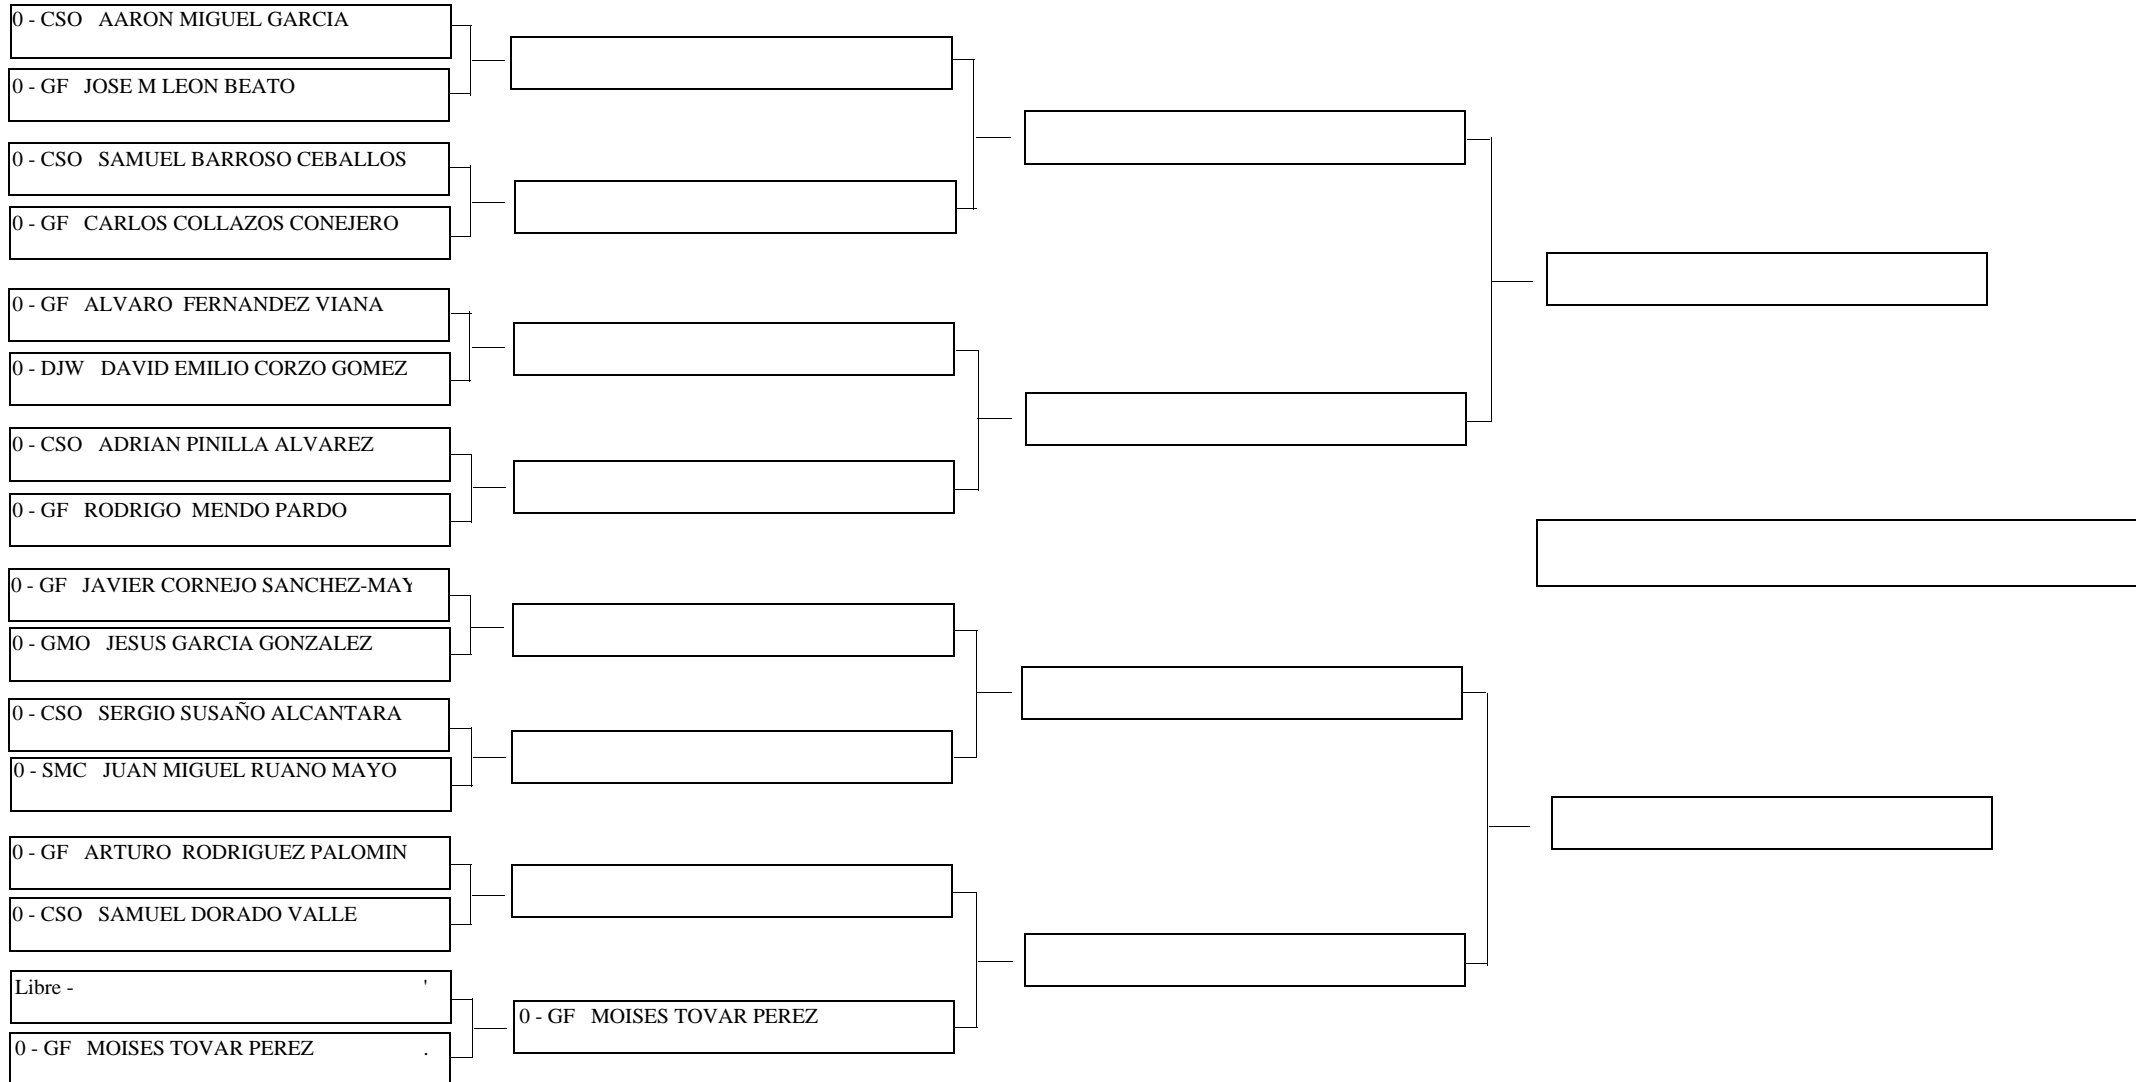 0 - CSO   AARON MIGUEL GARCIA
0 - GF   JOSE M LEON BEATO
0 - CSO   SAMUEL BARROSO CEBALLOS
0 - GF   CARLOS COLLAZOS CONEJERO
0 - GF   ALVARO  FERNANDEZ VIANA
0 - DJW   DAVID EMILIO CORZO GOMEZ
0 - CSO   ADRIAN PINILLA ALVAREZ
0 - GF   RODRIGO  MENDO PARDO
0 - GF   JAVIER CORNEJO SANCHEZ-MAY
0 - GMO   JESUS GARCIA GONZALEZ
0 - CSO   SERGIO SUSAÑO ALCANTARA
0 - SMC   JUAN MIGUEL RUANO MAYO
0 - GF   ARTURO  RODRIGUEZ PALOMIN
0 - CSO   SAMUEL DORADO VALLE
Libre - '
0 - GF   MOISES TOVAR PEREZ .
0 - GF   MOISES TOVAR PEREZ